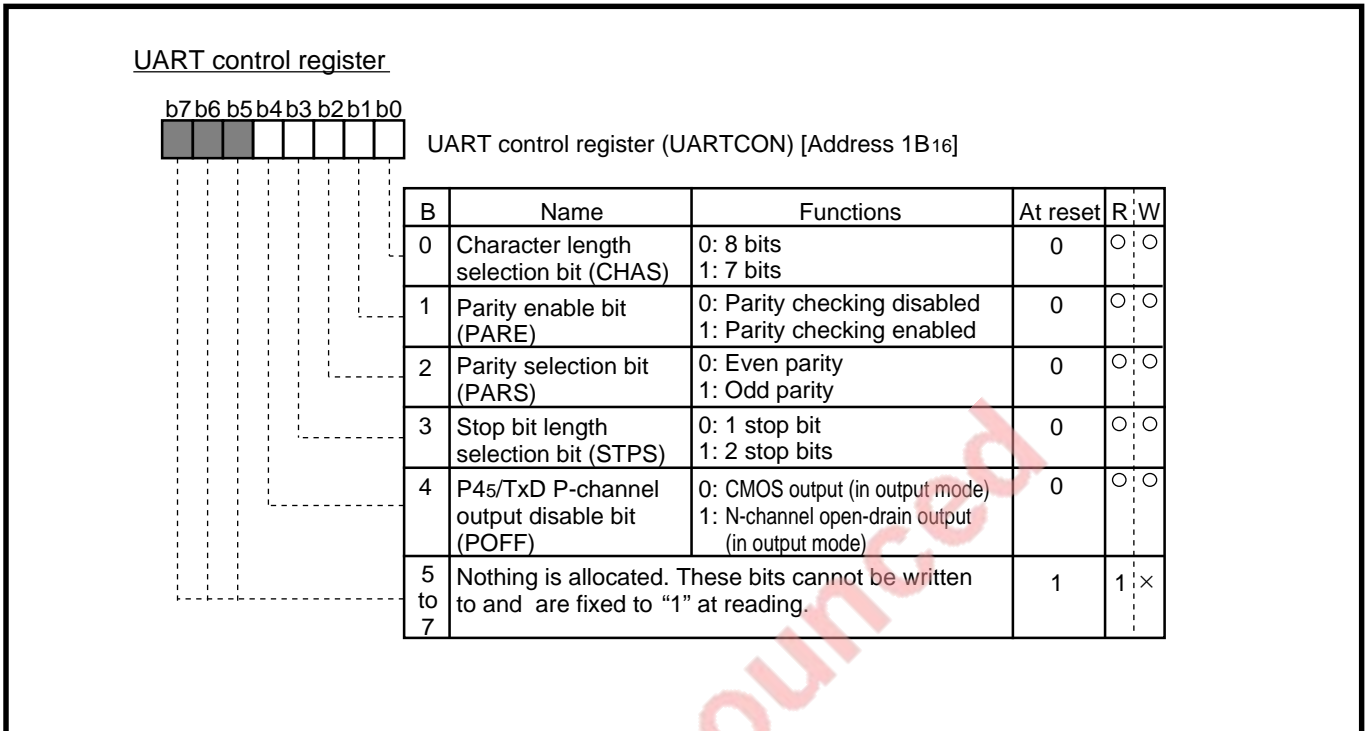 UART control register
b7 b6 b5 b4 b3 b2 b1 b0
UART control register (UARTCON) [Address 1B16]
B Name Functions At reset R W
0 Character length selection bit (CHAS) 0: 8 bits 1: 7 bits 0 ○ ○
1 Parity enable bit (PARE) 0: Parity checking disabled 1: Parity checking enabled 0 ○ ○
2 Parity selection bit (PARS) 0: Even parity 1: Odd parity 0 ○ ○
3 Stop bit length selection bit (STPS) 0: 1 stop bit 1: 2 stop bits 0 ○ ○
4 P45/TxD P-channel output disable bit (POFF) 0: CMOS output (in output mode) 1: N-channel open-drain output (in output mode) 0 ○ ○
5 to 7 Nothing is allocated. These bits cannot be written to and are fixed to “1” at reading. 1 1 ×
ounced